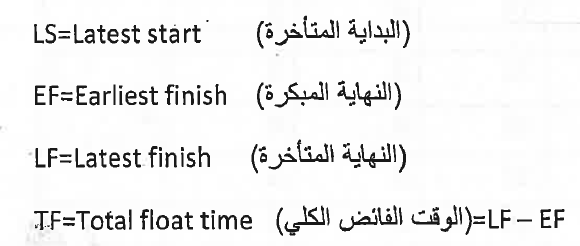 LS=Latest start (البداية المتأخرة)
EF=Earliest finish (النهاية المبكرة)
LF=Latest finish (النهاية المتأخرة)
TF=Total float time (الوقت الفائض الكلي)=LF – EF